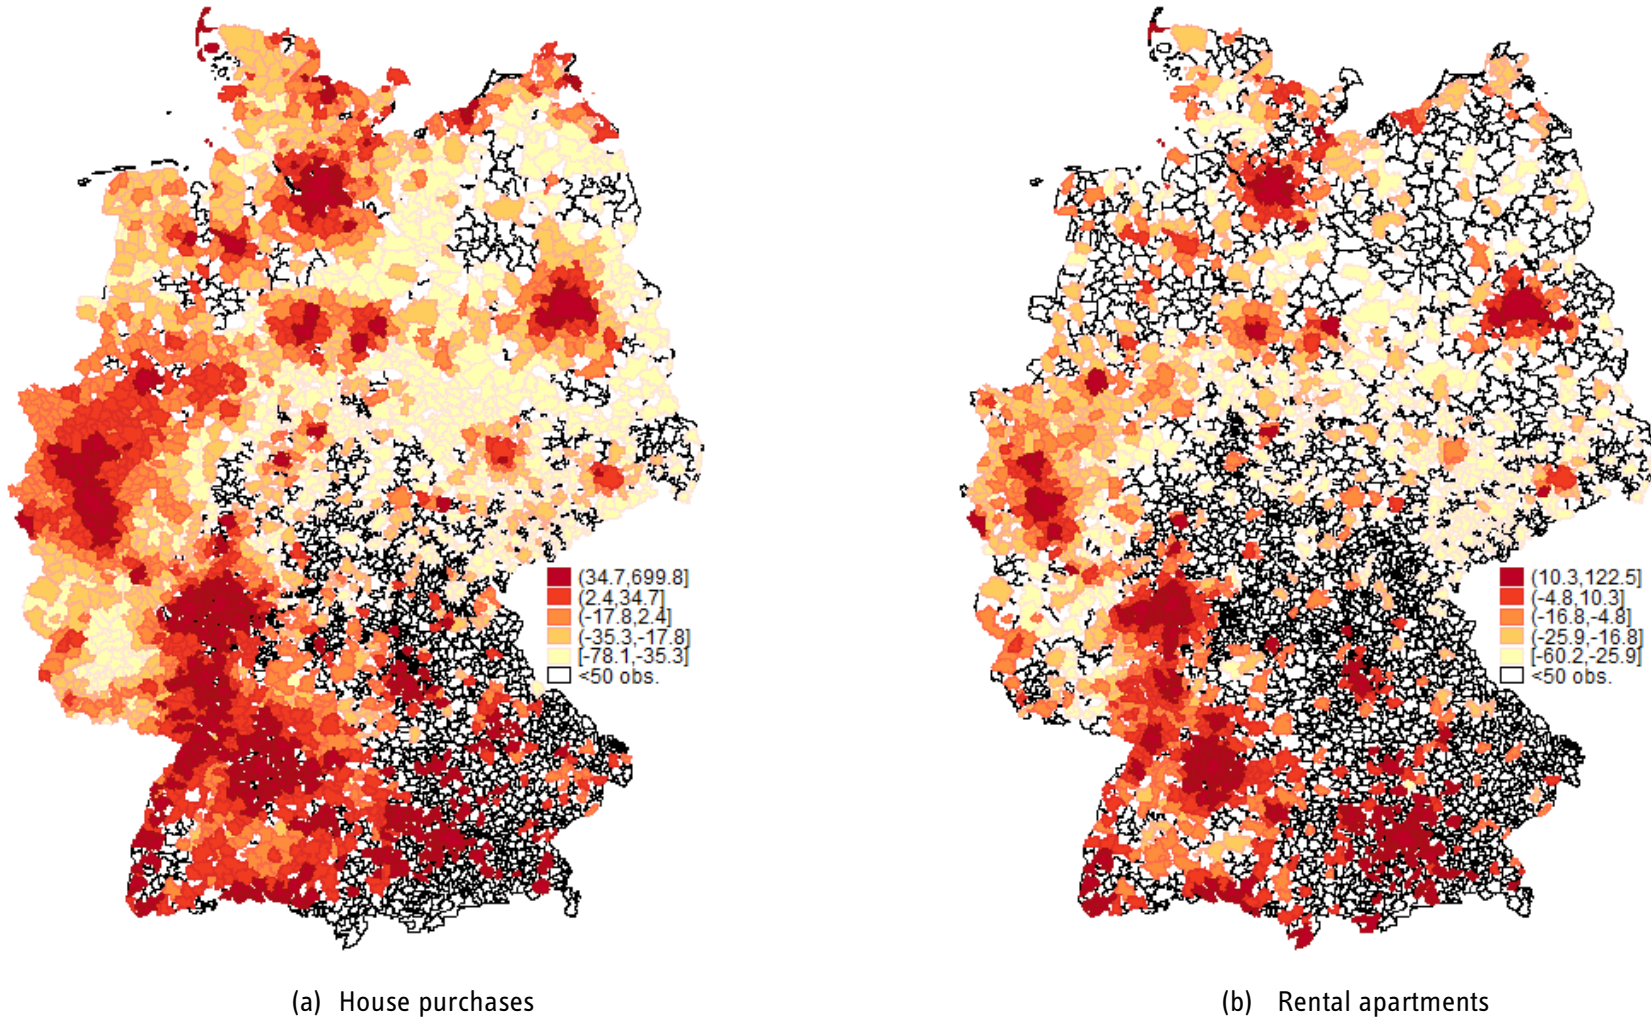 (34.7,699.8]
(2.4,34.7]
(-17.8,2.4]
(-35.3,-17.8]
[-78.1,-35.3]
<50 obs.
(10.3,122.5]
(-4.8,10.3]
(-16.8,-4.8]
(-25.9,-16.8]
[-60.2,-25.9]
<50 obs.
(a) House purchases
(b) Rental apartments